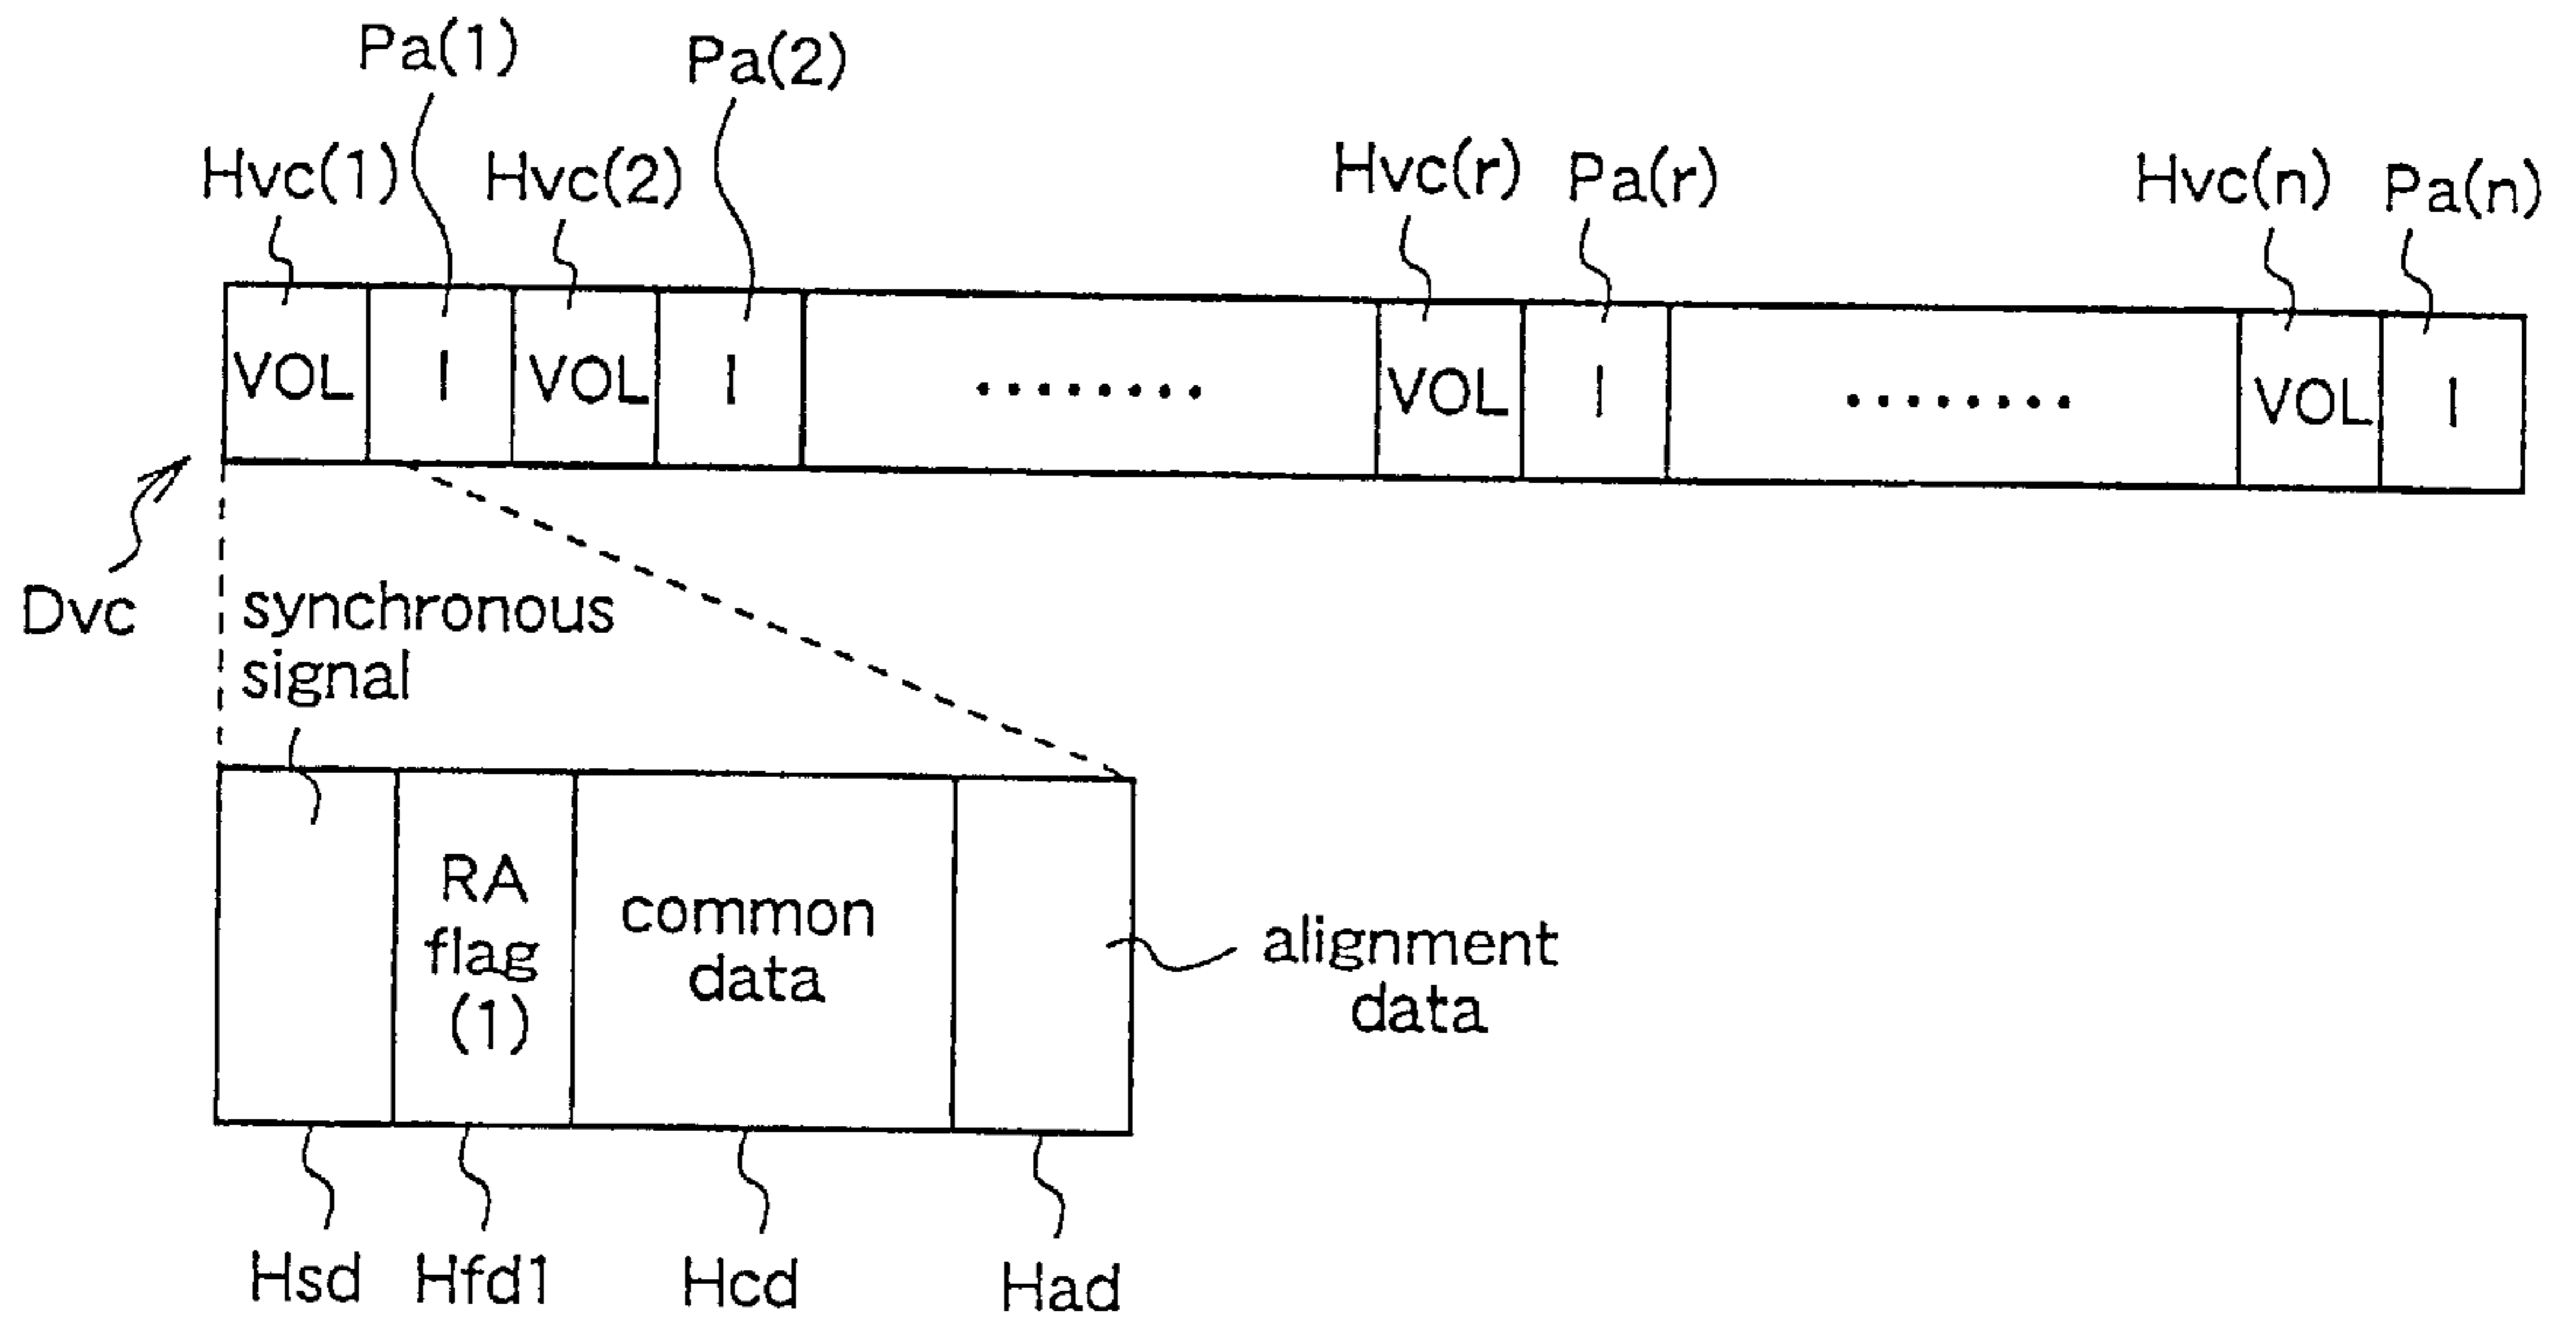 Pa(1) Pa(2)
Hvc(1) Hvc(2) Hvc(r) Pa(r) Hvc(n) Pa(n)
VOL I VOL I ........ VOL I ........ VOL I
Dvc
synchronous
signal
RA
flag
(1)
common
data
alignment
data
Hsd Hfd1 Hcd Had